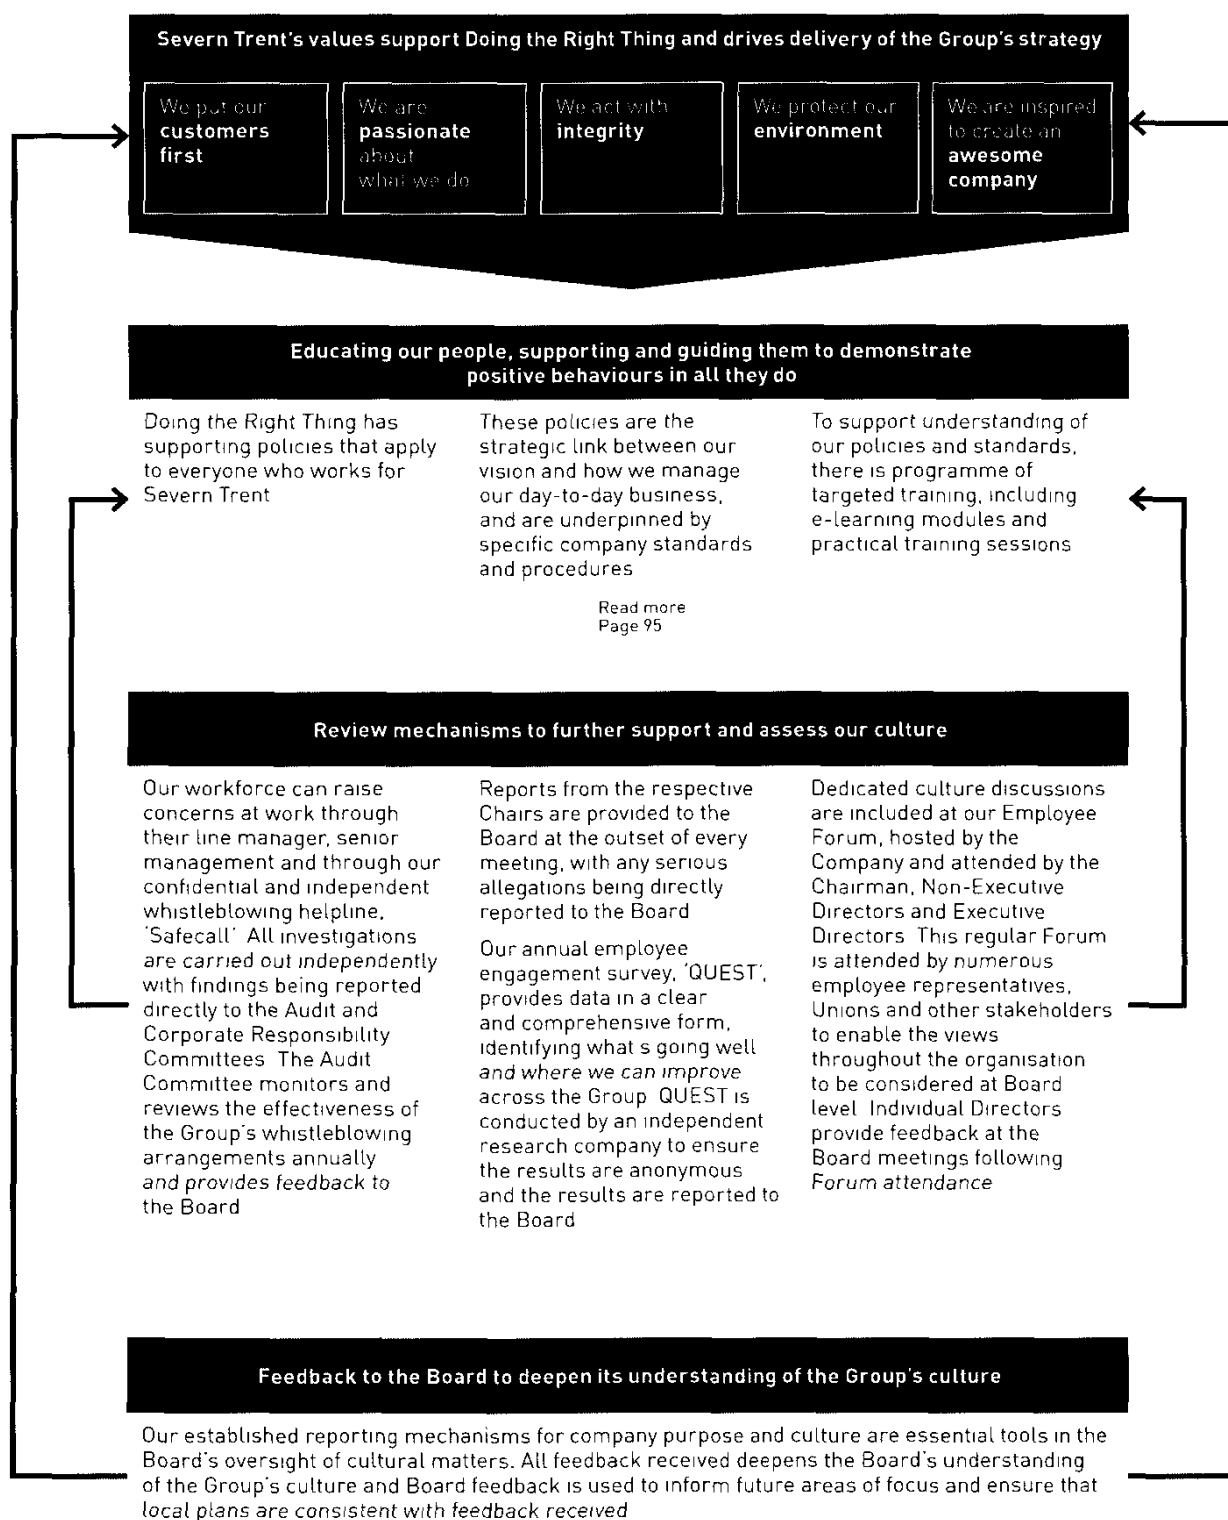 Severn Trent's values support Doing the Right Thing and drives delivery of the Group's strategy
We put our
customers
first
We are
passionate
about
what we do
We act with
integrity
We protect our
environment
We are inspired
to create an
awesome
company
Educating our people, supporting and guiding them to demonstrate
positive behaviours in all they do
Doing the Right Thing has
supporting policies that apply
to everyone who works for
Severn Trent
These policies are the
strategic link between our
vision and how we manage
our day-to-day business,
and are underpinned by
specific company standards
and procedures
To support understanding of
our policies and standards,
there is programme of
targeted training, including
e-learning modules and
practical training sessions
Read more
Page 95
Review mechanisms to further support and assess our culture
Our workforce can raise
concerns at work through
their line manager, senior
management and through our
confidential and independent
whistleblowing helpline,
'Safecall' All investigations
are carried out independently
with findings being reported
directly to the Audit and
Corporate Responsibility
Committees The Audit
Committee monitors and
reviews the effectiveness of
the Group's whistleblowing
arrangements annually
and provides feedback to
the Board
Reports from the respective
Chairs are provided to the
Board at the outset of every
meeting, with any serious
allegations being directly
reported to the Board
Our annual employee
engagement survey, 'QUEST',
provides data in a clear
and comprehensive form,
identifying what s going well
and where we can improve
across the Group QUEST is
conducted by an independent
research company to ensure
the results are anonymous
and the results are reported to
the Board
Dedicated culture discussions
are included at our Employee
Forum, hosted by the
Company and attended by the
Chairman, Non-Executive
Directors and Executive
Directors This regular Forum
is attended by numerous
employee representatives,
Unions and other stakeholders
to enable the views
throughout the organisation
to be considered at Board
level Individual Directors
provide feedback at the
Board meetings following
Forum attendance
Feedback to the Board to deepen its understanding of the Group's culture
Our established reporting mechanisms for company purpose and culture are essential tools in the
Board's oversight of cultural matters. All feedback received deepens the Board's understanding
of the Group's culture and Board feedback is used to inform future areas of focus and ensure that
local plans are consistent with feedback received